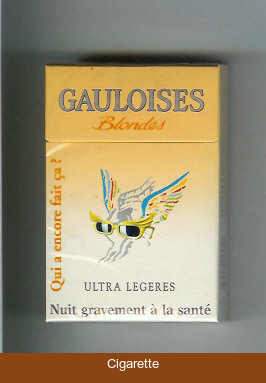 GAULOISES
Blondes
Qui a encore fait ça ?
ULTRA LEGERES
Nuit gravement à la santé
Cigarette